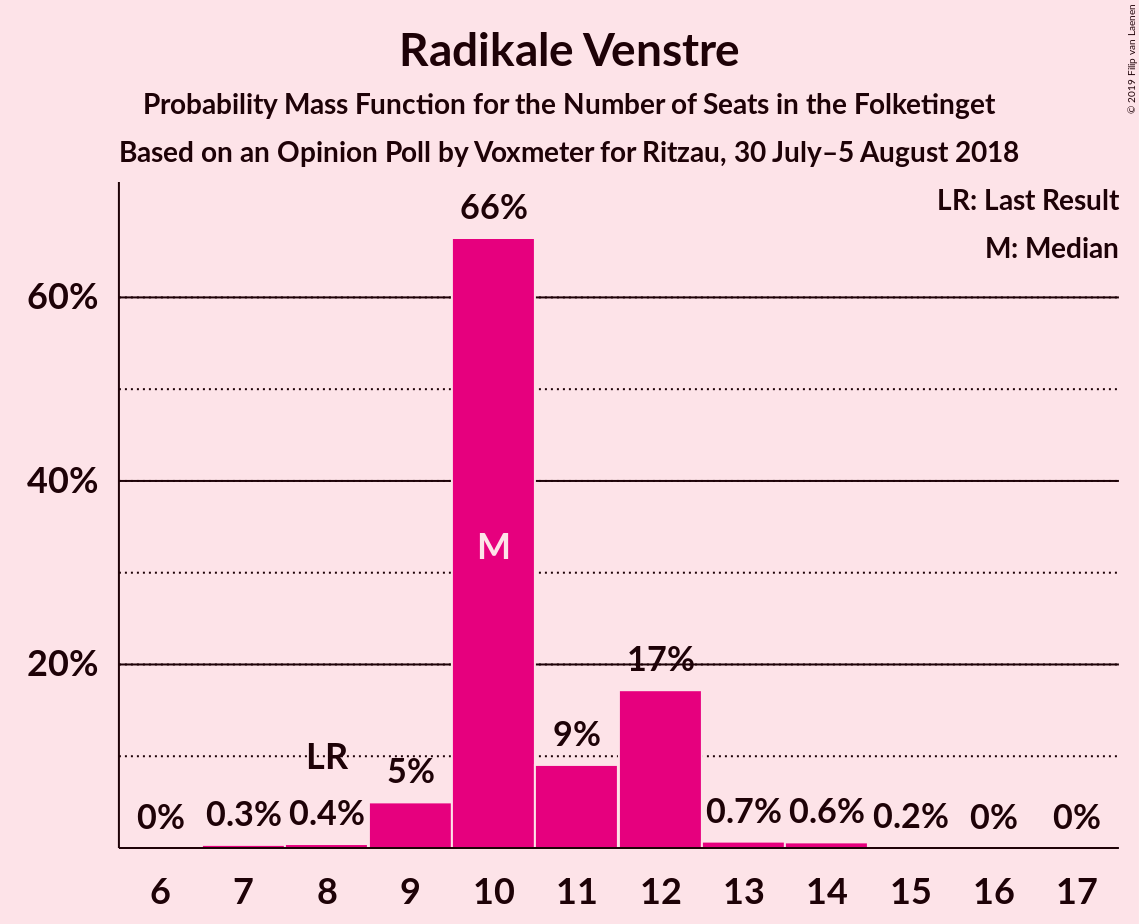 Radikale Venstre
Probability Mass Function for the Number of Seats in the Folketinget
Based on an Opinion Poll by Voxmeter for Ritzau, 30 July–5 August 2018
© 2019 Filip van Laenen
LR: Last Result
M: Median
60%
40%
20%
0%
0.3%
0.4%
LR
5%
66%
M
9%
17%
0.7%
0.6%
0.2%
0%
0%
6 7 8 9 10 11 12 13 14 15 16 17